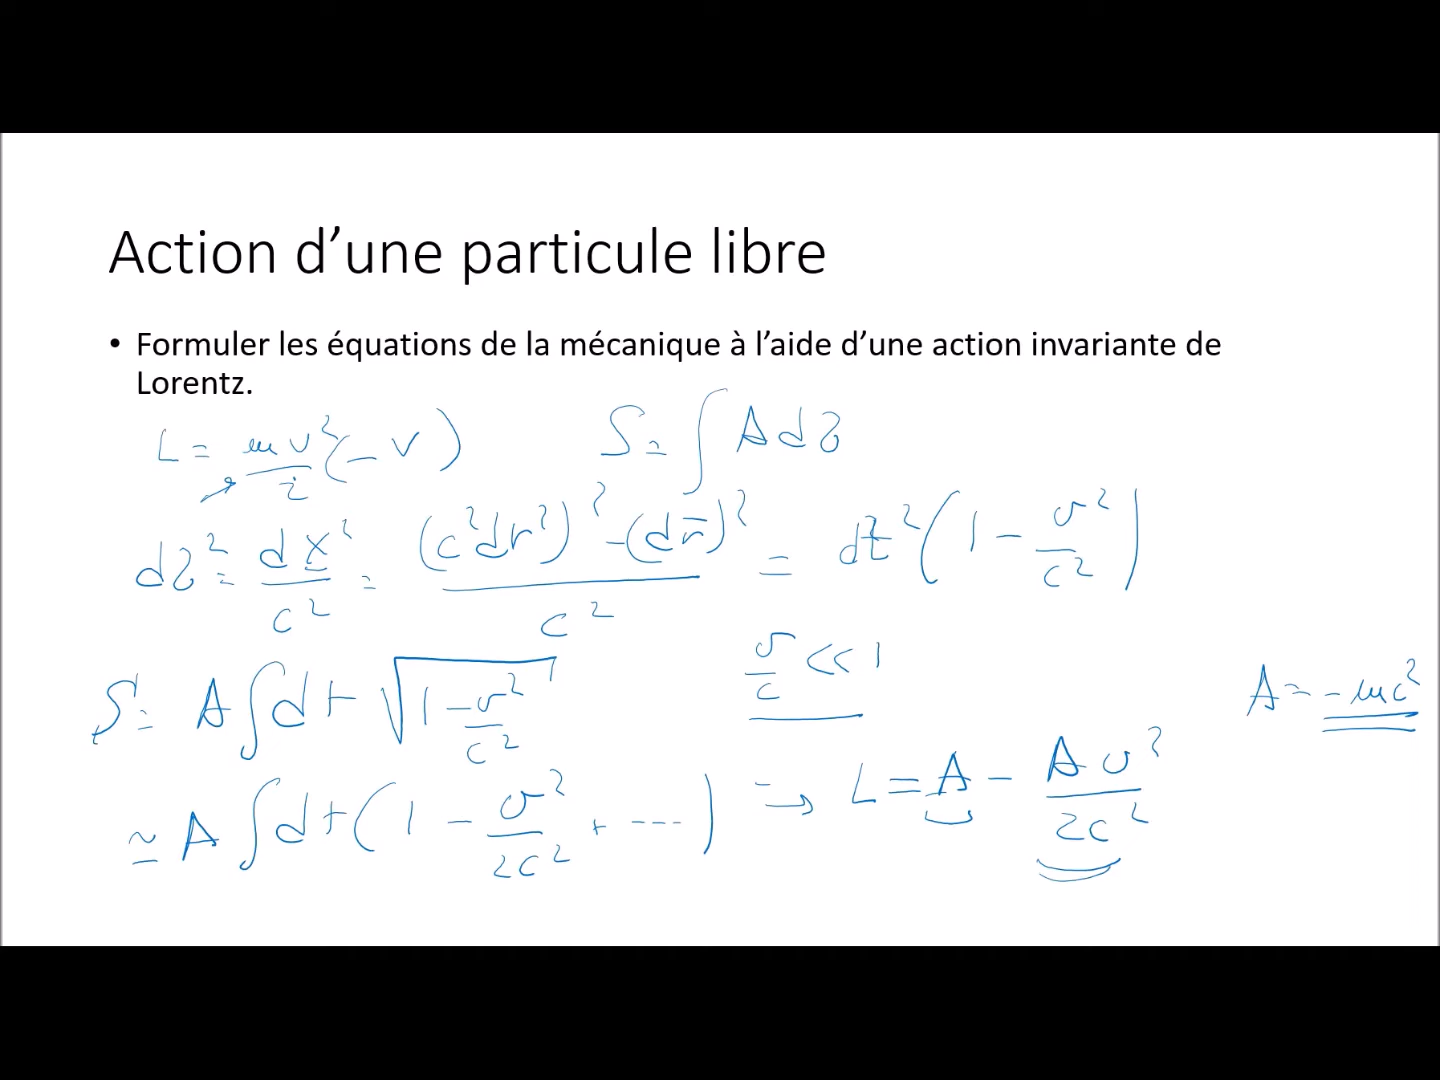 Action d’une particule libre
• Formuler les équations de la mécanique à l’aide d’une action invariante de
Lorentz.
L = mv²/2 (- V) S = ∫ A dτ
dτ² = dx²/c² = ((c²dr²)² - (dr̄)²)/c² = dt² (1 - v²/c²)
v/c << 1
S = A ∫ dt √(1 - v²/c²) A = - mc²
≃ A ∫ dt (1 - v²/2c² + ---) → L = A - Av²/2c²